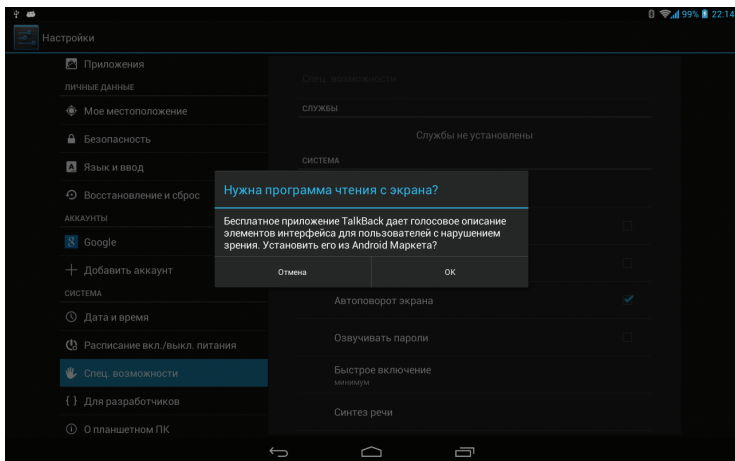 99% 22:14
Настройки
Приложения
ЛИЧНЫЕ ДАННЫЕ
Мое местоположение
Безопасность
Язык и ввод
Восстановление и сброс
АККАУНТЫ
Google
Добавить аккаунт
СИСТЕМА
Дата и время
Расписание вкл./выкл. питания
Спец. возможности
{ } Для разработчиков
О планшетном ПК
Спец. возможности
СЛУЖБЫ
Службы не установлены
СИСТЕМА
Нужна программа чтения с экрана?
Бесплатное приложение TalkBack дает голосовое описание
элементов интерфейса для пользователей с нарушением
зрения. Установить его из Android Маркета?
Отмена
ОК
Автоповорот экрана
Озвучивать пароли
Быстрое включение
минимум
Синтез речи